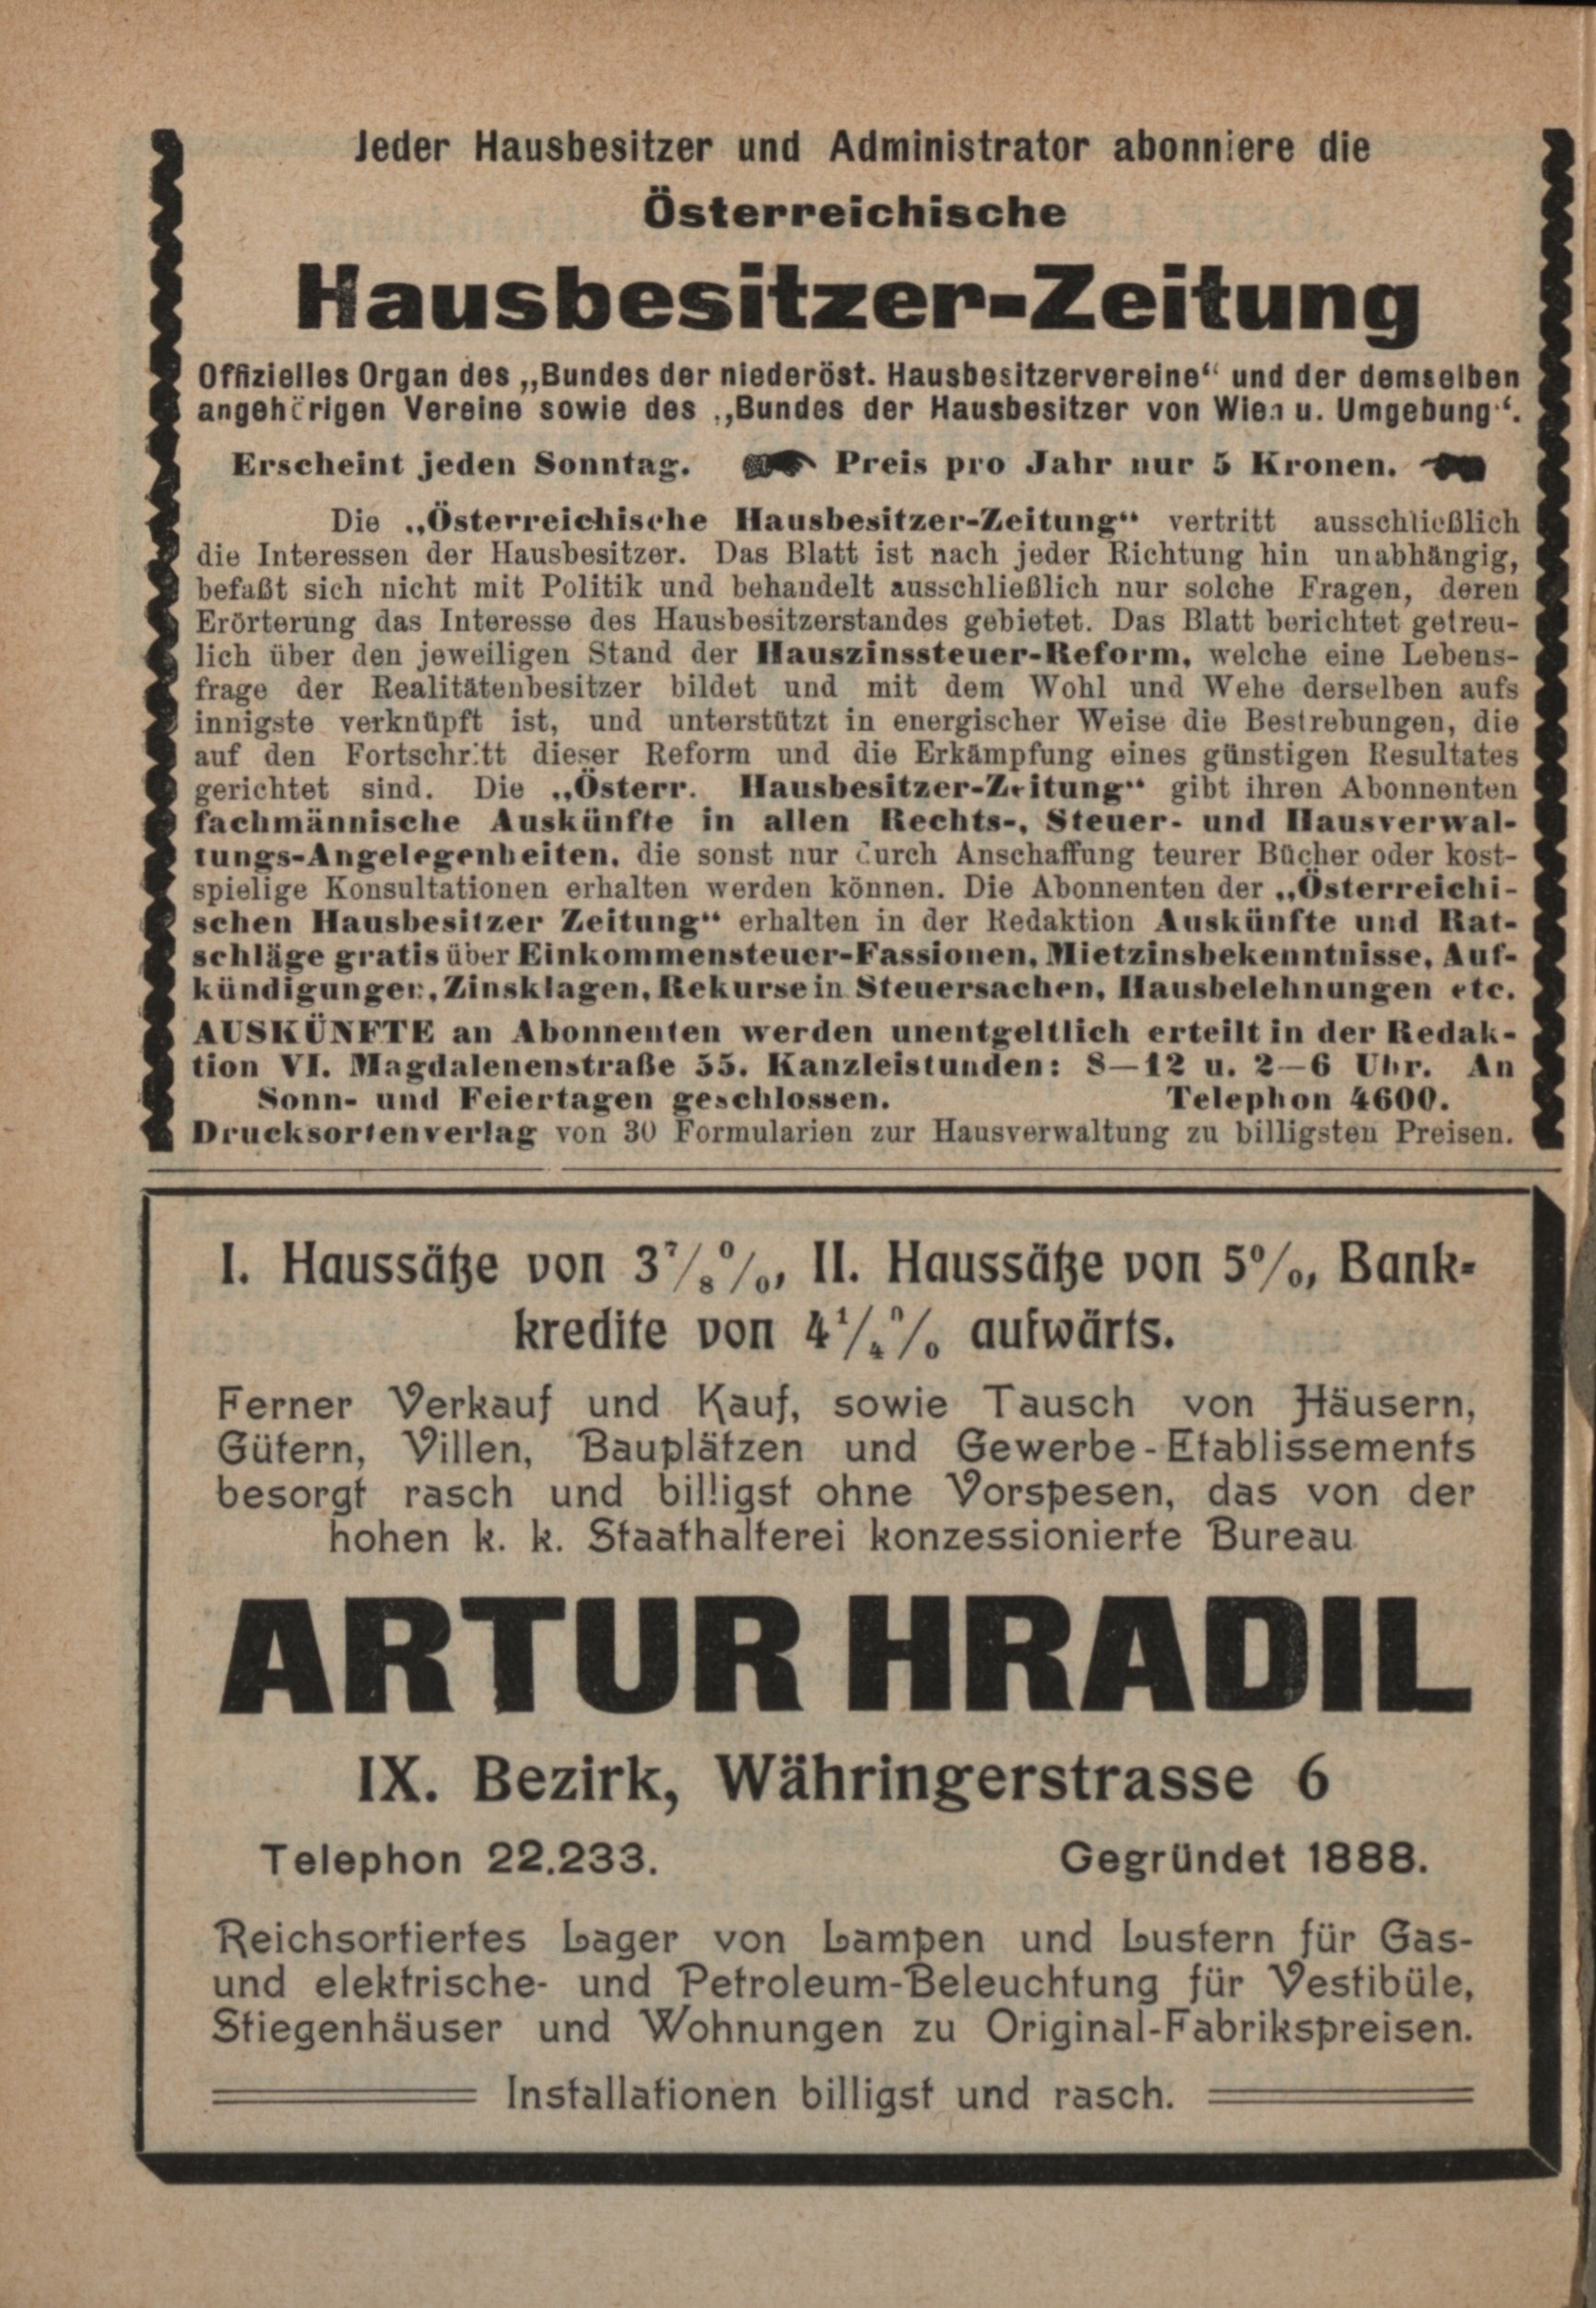 Jeder Hausbesitzer und Administrator abonniere die
Österreichische
Hausbesitzer-Zeitung
Offizielles Organ des „Bundes der niederöst. Hausbesitzervereine“ und der demselben
angehörigen Vereine sowie des „Bundes der Hausbesitzer von Wien u. Umgebung“.
Erscheint jeden Sonntag. Preis pro Jahr nur 5 Kronen.
Die „Österreichische Hausbesitzer-Zeitung“ vertritt ausschließlich
die Interessen der Hausbesitzer. Das Blatt ist nach jeder Richtung hin unabhängig,
befaßt sich nicht mit Politik und behandelt ausschließlich nur solche Fragen, deren
Erörterung das Interesse des Hausbesitzerstandes gebietet. Das Blatt berichtet getreu-
lich über den jeweiligen Stand der Hauszinssteuer-Reform, welche eine Lebens-
frage der Realitätenbesitzer bildet und mit dem Wohl und Wehe derselben aufs
innigste verknüpft ist, und unterstützt in energischer Weise die Bestrebungen, die
auf den Fortschritt dieser Reform und die Erkämpfung eines günstigen Resultates
gerichtet sind. Die „Österr. Hausbesitzer-Zeitung“ gibt ihren Abonnenten
fachmännische Auskünfte in allen Rechts-, Steuer- und Hausverwal-
tungs-Angelegenheiten, die sonst nur durch Anschaffung teurer Bücher oder kost-
spielige Konsultationen erhalten werden können. Die Abonnenten der „Österreichi-
schen Hausbesitzer Zeitung“ erhalten in der Redaktion Auskünfte und Rat-
schläge gratis über Einkommensteuer-Fassionen, Mietzinsbekenntnisse, Auf-
kündigungen, Zinsklagen, Rekurse in Steuersachen, Hausbelehnungen etc.
AUSKÜNFTE an Abonnenten werden unentgeltlich erteilt in der Redak-
tion VI. Magdalenenstraße 55. Kanzleistunden: 8—12 u. 2—6 Uhr. An
Sonn- und Feiertagen geschlossen. Telephon 4600.
Drucksortenverlag von 30 Formularien zur Hausverwaltung zu billigsten Preisen.
I. Haussätze von 3⁷/₈⁰/₀, II. Haussätze von 5⁰/₀, Bank-
kredite von 4¹/₄⁰/₀ aufwärts.
Ferner Verkauf und Kauf, sowie Tausch von Häusern,
Gütern, Villen, Bauplätzen und Gewerbe-Etablissements
besorgt rasch und billigst ohne Vorspesen, das von der
hohen k. k. Staathalterei konzessionierte Bureau
ARTUR HRADIL
IX. Bezirk, Währingerstrasse 6
Telephon 22.233. Gegründet 1888.
Reichsortiertes Lager von Lampen und Lustern für Gas-
und elektrische- und Petroleum-Beleuchtung für Vestibüle,
Stiegenhäuser und Wohnungen zu Original-Fabrikspreisen.
Installationen billigst und rasch.